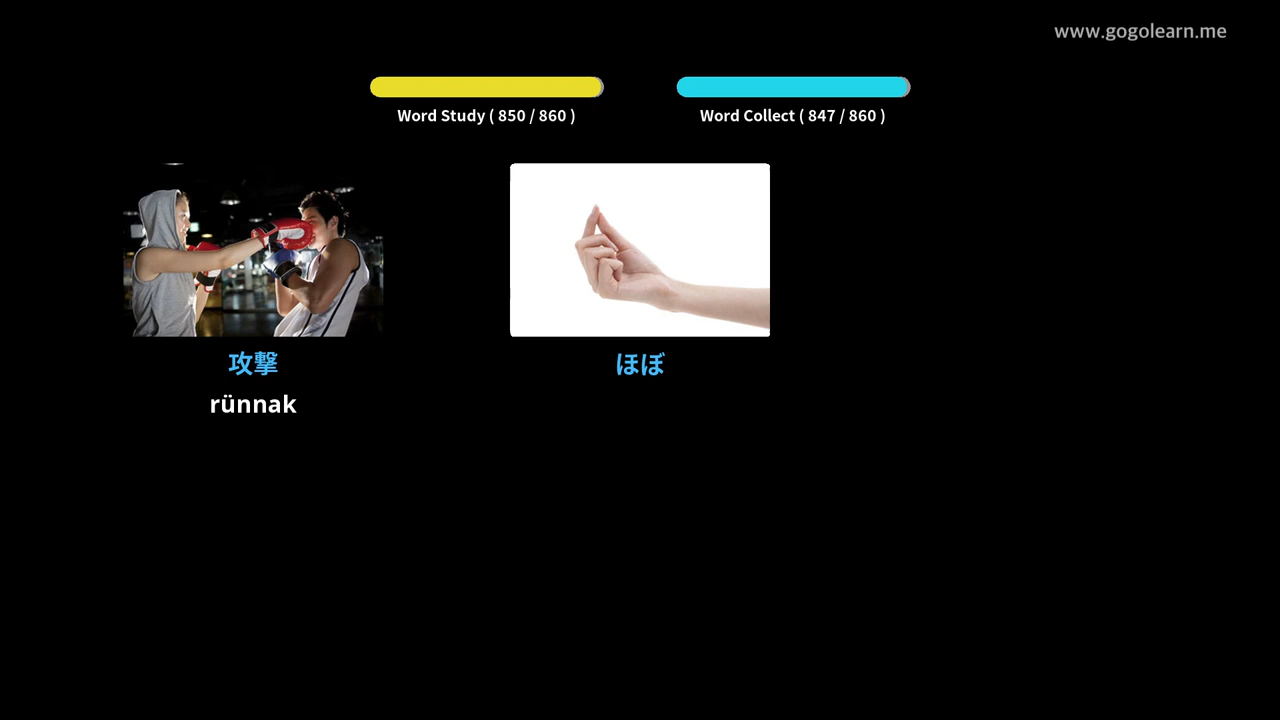 www.gogolearn.me
Word Study ( 850 / 860 )
Word Collect ( 847 / 860 )
攻撃
ほぼ
rünnak